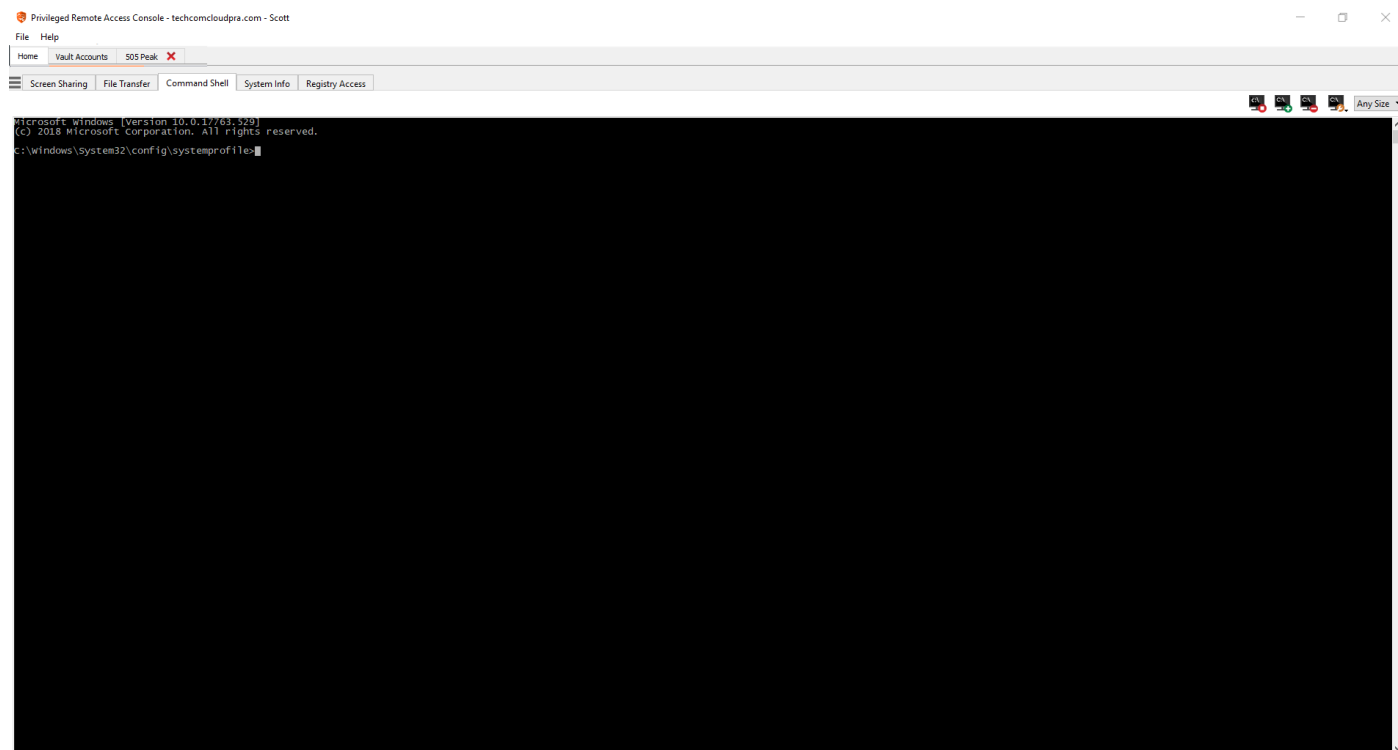 Privileged Remote Access Console - techcomcloudpra.com - Scott
File Help
Home Vault Accounts 505 Peak
Screen Sharing File Transfer Command Shell System Info Registry Access
Any Size
Microsoft Windows [Version 10.0.17763.529]
(c) 2018 Microsoft Corporation. All rights reserved.
C:\Windows\System32\config\systemprofile>